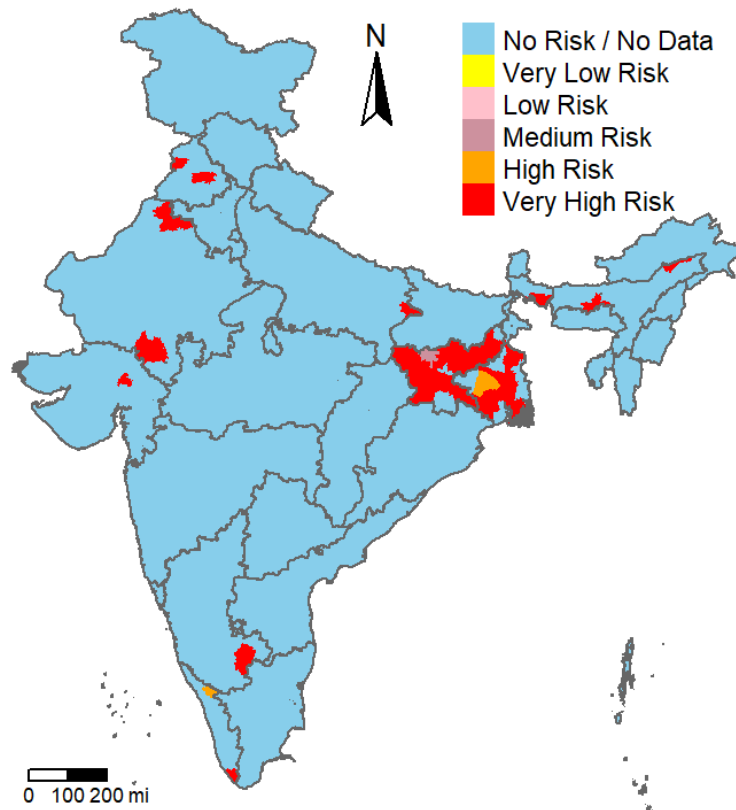 N
No Risk / No Data
Very Low Risk
Low Risk
Medium Risk
High Risk
Very High Risk
0 100 200 mi